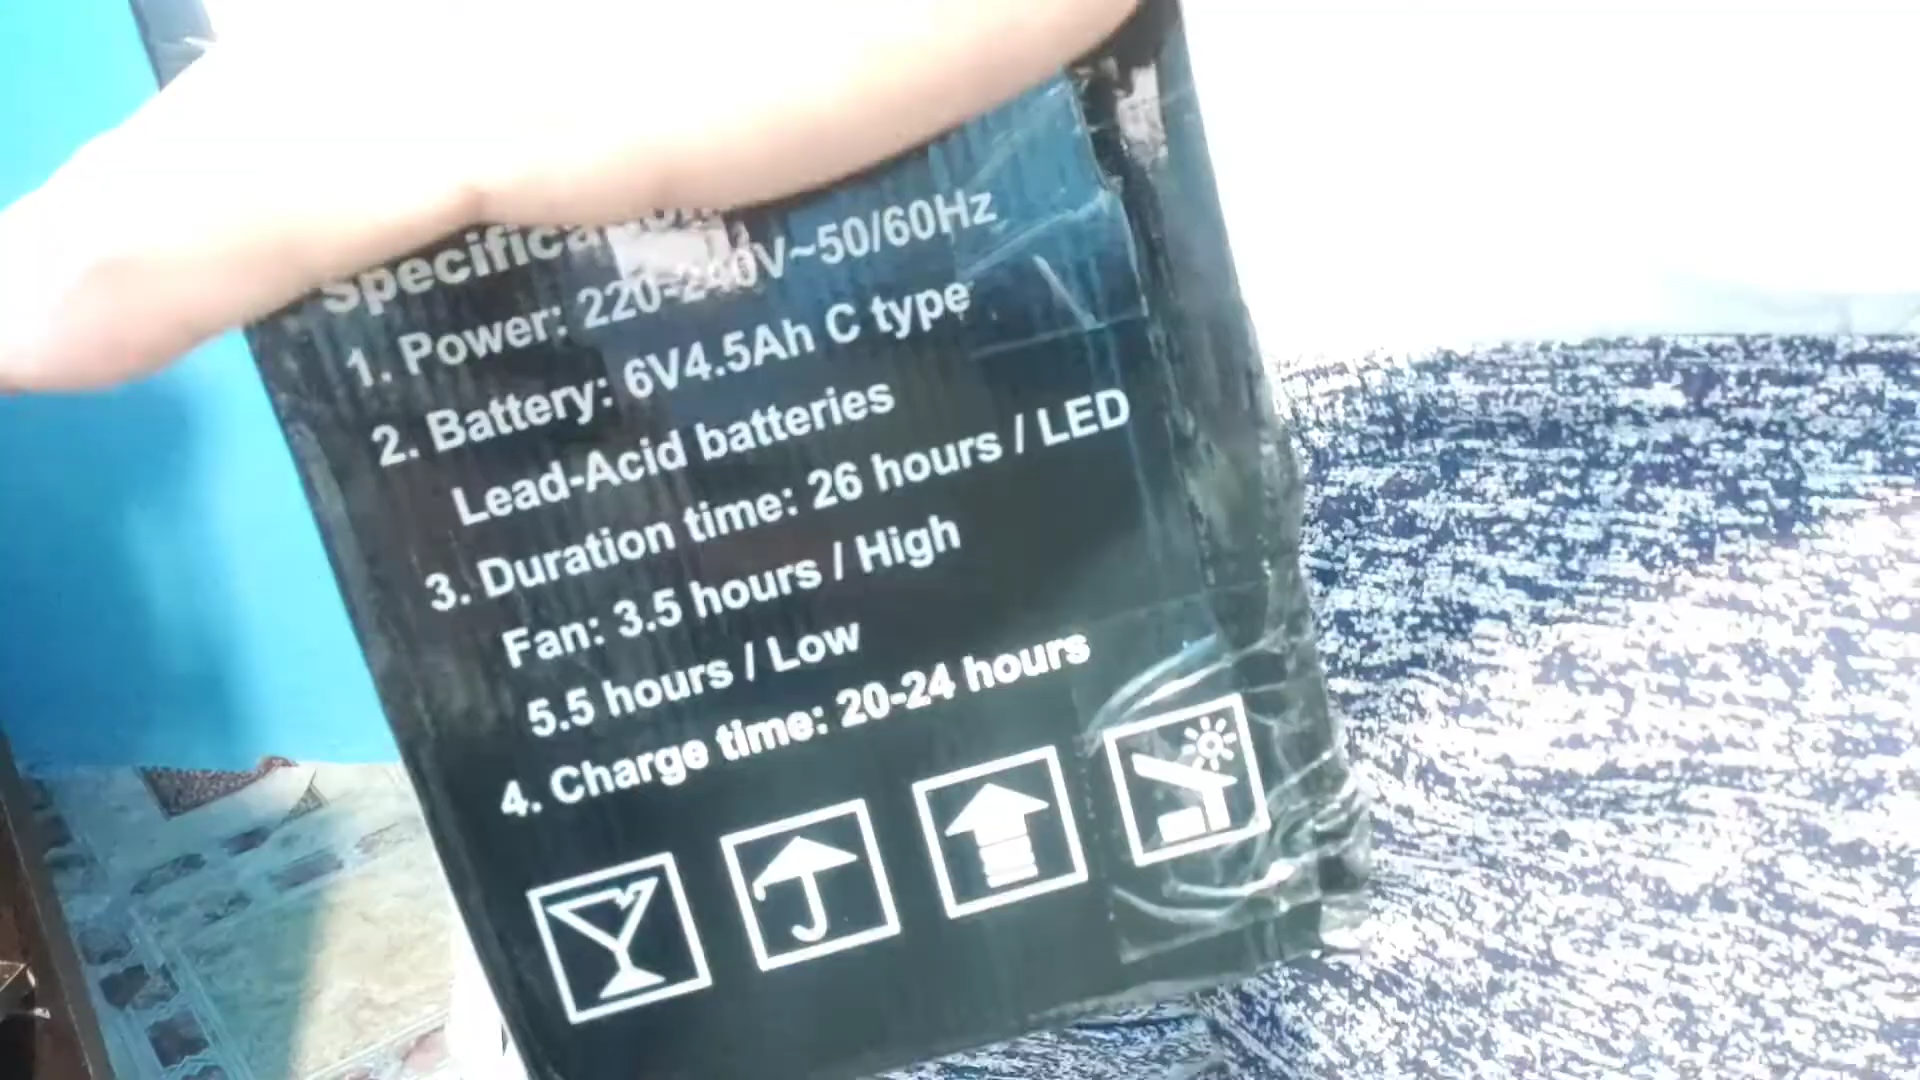 Specification
1. Power: 220-240V~50/60Hz
2. Battery: 6V4.5Ah C type
Lead-Acid batteries
3. Duration time: 26 hours / LED
Fan: 3.5 hours / High
5.5 hours / Low
4. Charge time: 20-24 hours